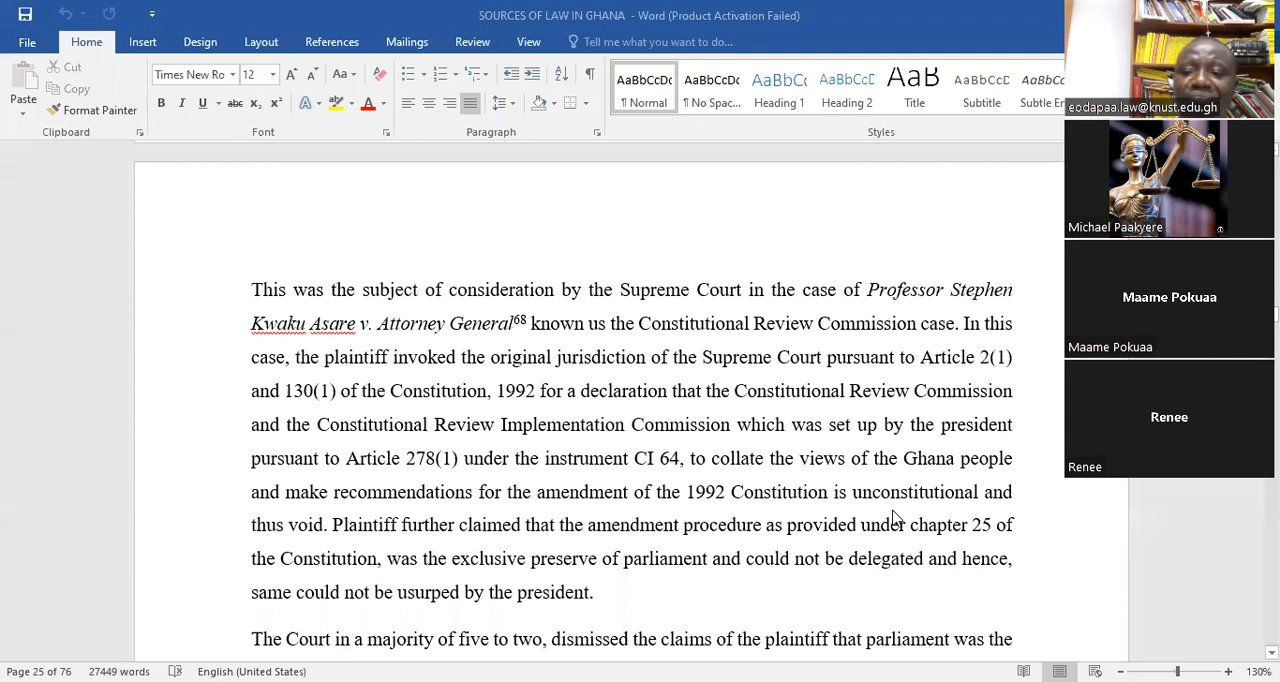 SOURCES OF LAW IN GHANA - Word (Product Activation Failed)
File Home Insert Design Layout References Mailings Review View Tell me what you want to do...
Paste
Cut
Copy
Format Painter
Times New Ro 12
Aa
B I U abc x₂ x² A A
AaBbCcDc AaBbCcDc AaBbCc AaBbCcC AaB AaBbCcD AaBbCcL
¶ Normal ¶ No Spac... Heading 1 Heading 2 Title Subtitle Subtle Em
Clipboard Font Paragraph Styles
eodapaa.law@knust.edu.gh
Michael Paakyere
Maame Pokuaa
Maame Pokuaa
Renee
Renee
This was the subject of consideration by the Supreme Court in the case of Professor Stephen
Kwaku Asare v. Attorney General68 known us the Constitutional Review Commission case. In this
case, the plaintiff invoved the original jurisdiction of the Supreme Court pursuant to Article 2(1)
and 130(1) of the Constitution, 1992 for a declaration that the Constitutional Review Commission
and the Constitutional Review Implementation Commission which was set up by the president
pursuant to Article 278(1) under the instrument CI 64, to collate the views of the Ghana people
and make recommendations for the amendment of the 1992 Constitution is unconstitutional and
thus void. Plaintiff further claimed that the amendment procedure as provided under chapter 25 of
the Constitution, was the exclusive preserve of parliament and could not be delegated and hence,
same could not be usurped by the president.
The Court in a majority of five to two, dismissed the claims of the plaintiff that parliament was the
Page 25 of 76 27449 words English (United States) 130%